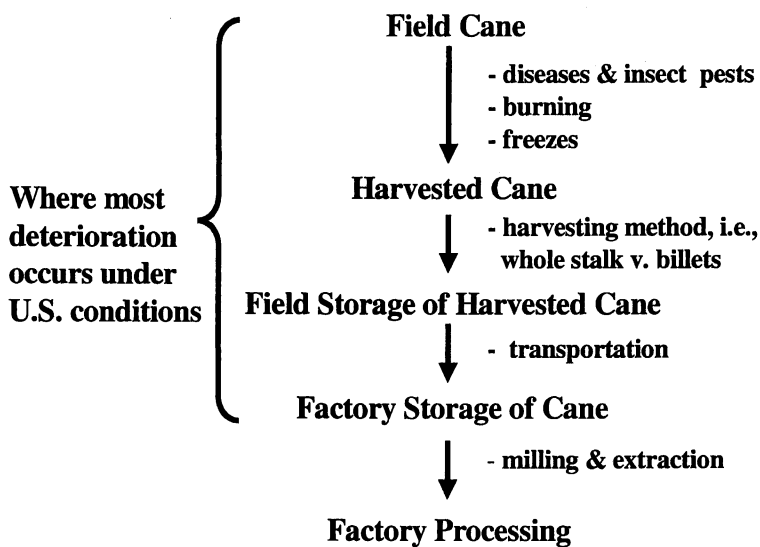 Field Cane
- diseases & insect pests
- burning
- freezes
Harvested Cane
- harvesting method, i.e.,
whole stalk v. billets
Field Storage of Harvested Cane
- transportation
Factory Storage of Cane
- milling & extraction
Factory Processing
Where most
deterioration
occurs under
U.S. conditions